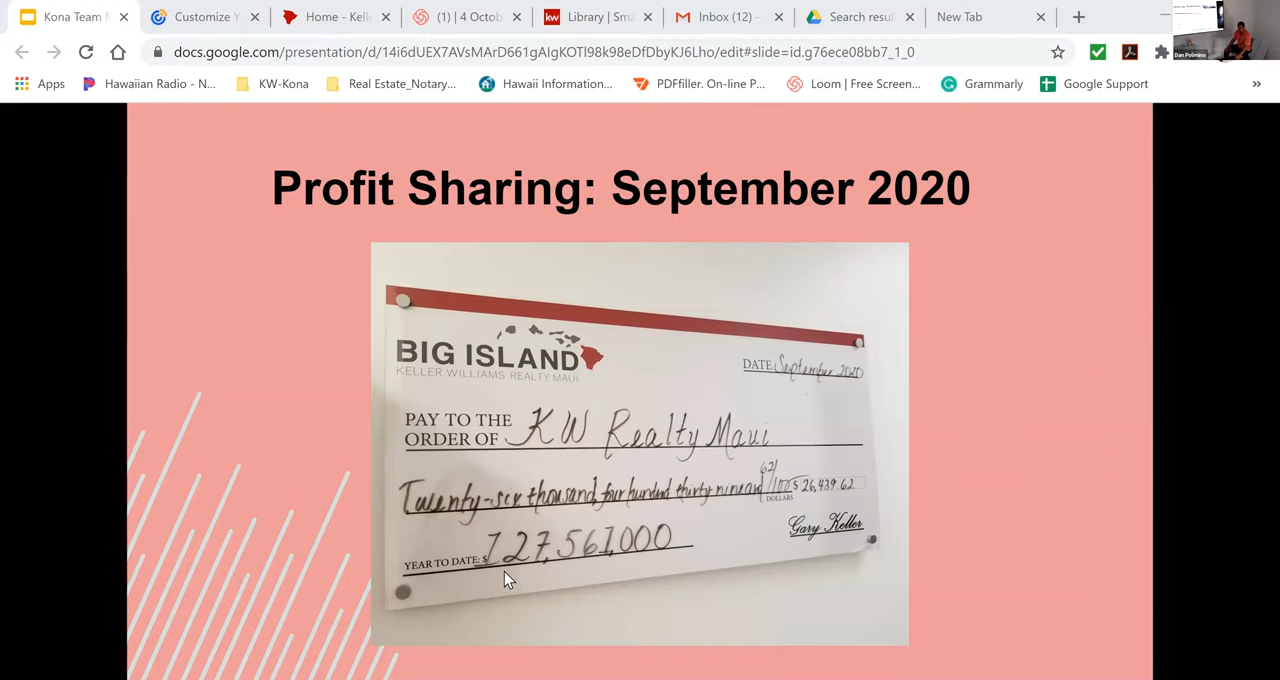 Kona Team M
Customize Y
Home - Kell
(1) | 4 Octob
Library | Sma
Inbox (12) -
Search resul
New Tab
docs.google.com/presentation/d/14i6dUEX7AVsMArD661gAIgKOTl98k98eDfDbyKJ6Lho/edit#slide=id.g76ece08bb7_1_0
Apps
Hawaiian Radio - N...
KW-Kona
Real Estate_Notary...
Hawaii Information...
PDFfiller. On-line P...
Loom | Free Screen...
Grammarly
Google Support
Dan Polimino
Profit Sharing: September 2020
BIG ISLAND
KELLER WILLIAMS REALTY MAUI
DATE September 2020
PAY TO THE
ORDER OF KW Realty Maui
Twenty-six thousand, four hundred thirty nine and 62/100 DOLLARS $ 26,439.62
Gary Keller
YEAR TO DATE: $ 127,561,000